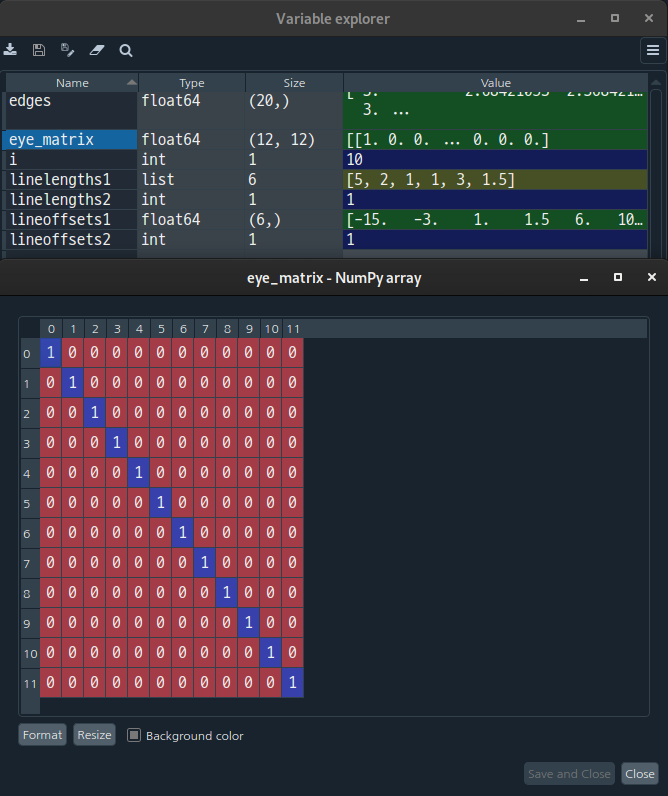 Variable explorer
Name Type Size Value
edges float64 (20,) 3. ...
eye_matrix float64 (12, 12) [[1. 0. 0. ... 0. 0. 0.]
i int 1 10
linelengths1 list 6 [5, 2, 1, 1, 3, 1.5]
linelengths2 int 1 1
lineoffsets1 float64 (6,) [-15. -3. 1. 1.5 6. 10...
lineoffsets2 int 1 1
eye_matrix - NumPy array
0 1 2 3 4 5 6 7 8 9 10 11
0 1 0 0 0 0 0 0 0 0 0 0 0
1 0 1 0 0 0 0 0 0 0 0 0 0
2 0 0 1 0 0 0 0 0 0 0 0 0
3 0 0 0 1 0 0 0 0 0 0 0 0
4 0 0 0 0 1 0 0 0 0 0 0 0
5 0 0 0 0 0 1 0 0 0 0 0 0
6 0 0 0 0 0 0 1 0 0 0 0 0
7 0 0 0 0 0 0 0 1 0 0 0 0
8 0 0 0 0 0 0 0 0 1 0 0 0
9 0 0 0 0 0 0 0 0 0 1 0 0
10 0 0 0 0 0 0 0 0 0 0 1 0
11 0 0 0 0 0 0 0 0 0 0 0 1
Format Resize Background color
Save and Close Close